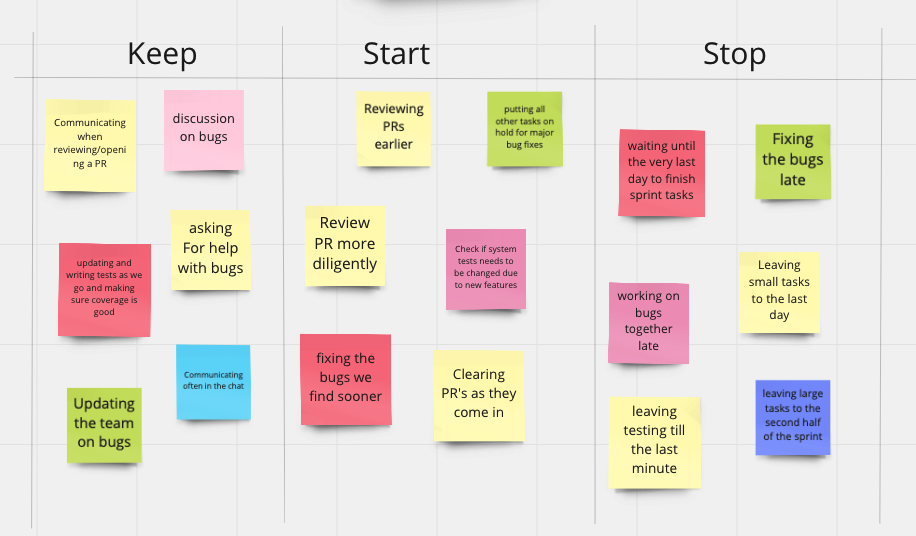 Keep
Start
Stop
Communicating
when
reviewing/openi
ng a PR
discussion
on bugs
updating and
writing tests as we
go and making
sure coverage is
good
asking
For help
with bugs
Communicating
often in the chat
Updating
the team
on bugs
Reviewing
PRs
earlier
putting all
other tasks on
hold for major
bug fixes
Review
PR more
diligently
Check if system
tests needs to
be changed due
to new features
fixing the
bugs we
find sooner
Clearing
PR's as they
come in
waiting until
the very last
day to finish
sprint tasks
Fixing
the bugs
late
working on
bugs
together
late
Leaving
small tasks
to the last
day
leaving
testing till
the last
minute
leaving large
tasks to the
second half
of the sprint